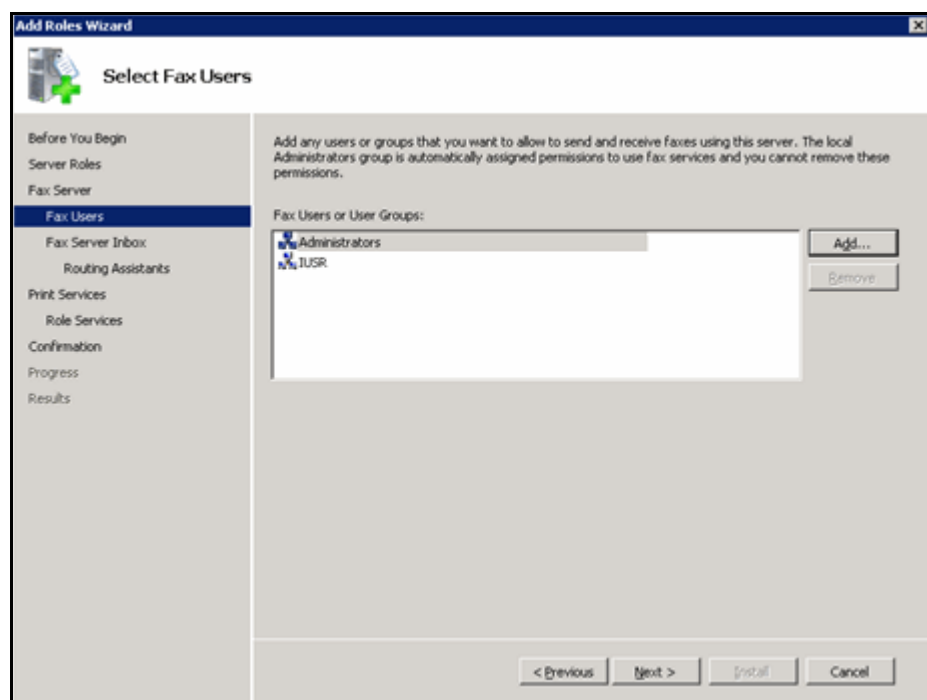 Add Roles Wizard
Select Fax Users
Before You Begin
Server Roles
Fax Server
Fax Users
Fax Server Inbox
Routing Assistants
Print Services
Role Services
Confirmation
Progress
Results
Add any users or groups that you want to allow to send and receive faxes using this server. The local
Administrators group is automatically assigned permissions to use fax services and you cannot remove these
permissions.
Fax Users or User Groups:
Administrators
IUSR
Add...
Remove
< Previous
Next >
Install
Cancel